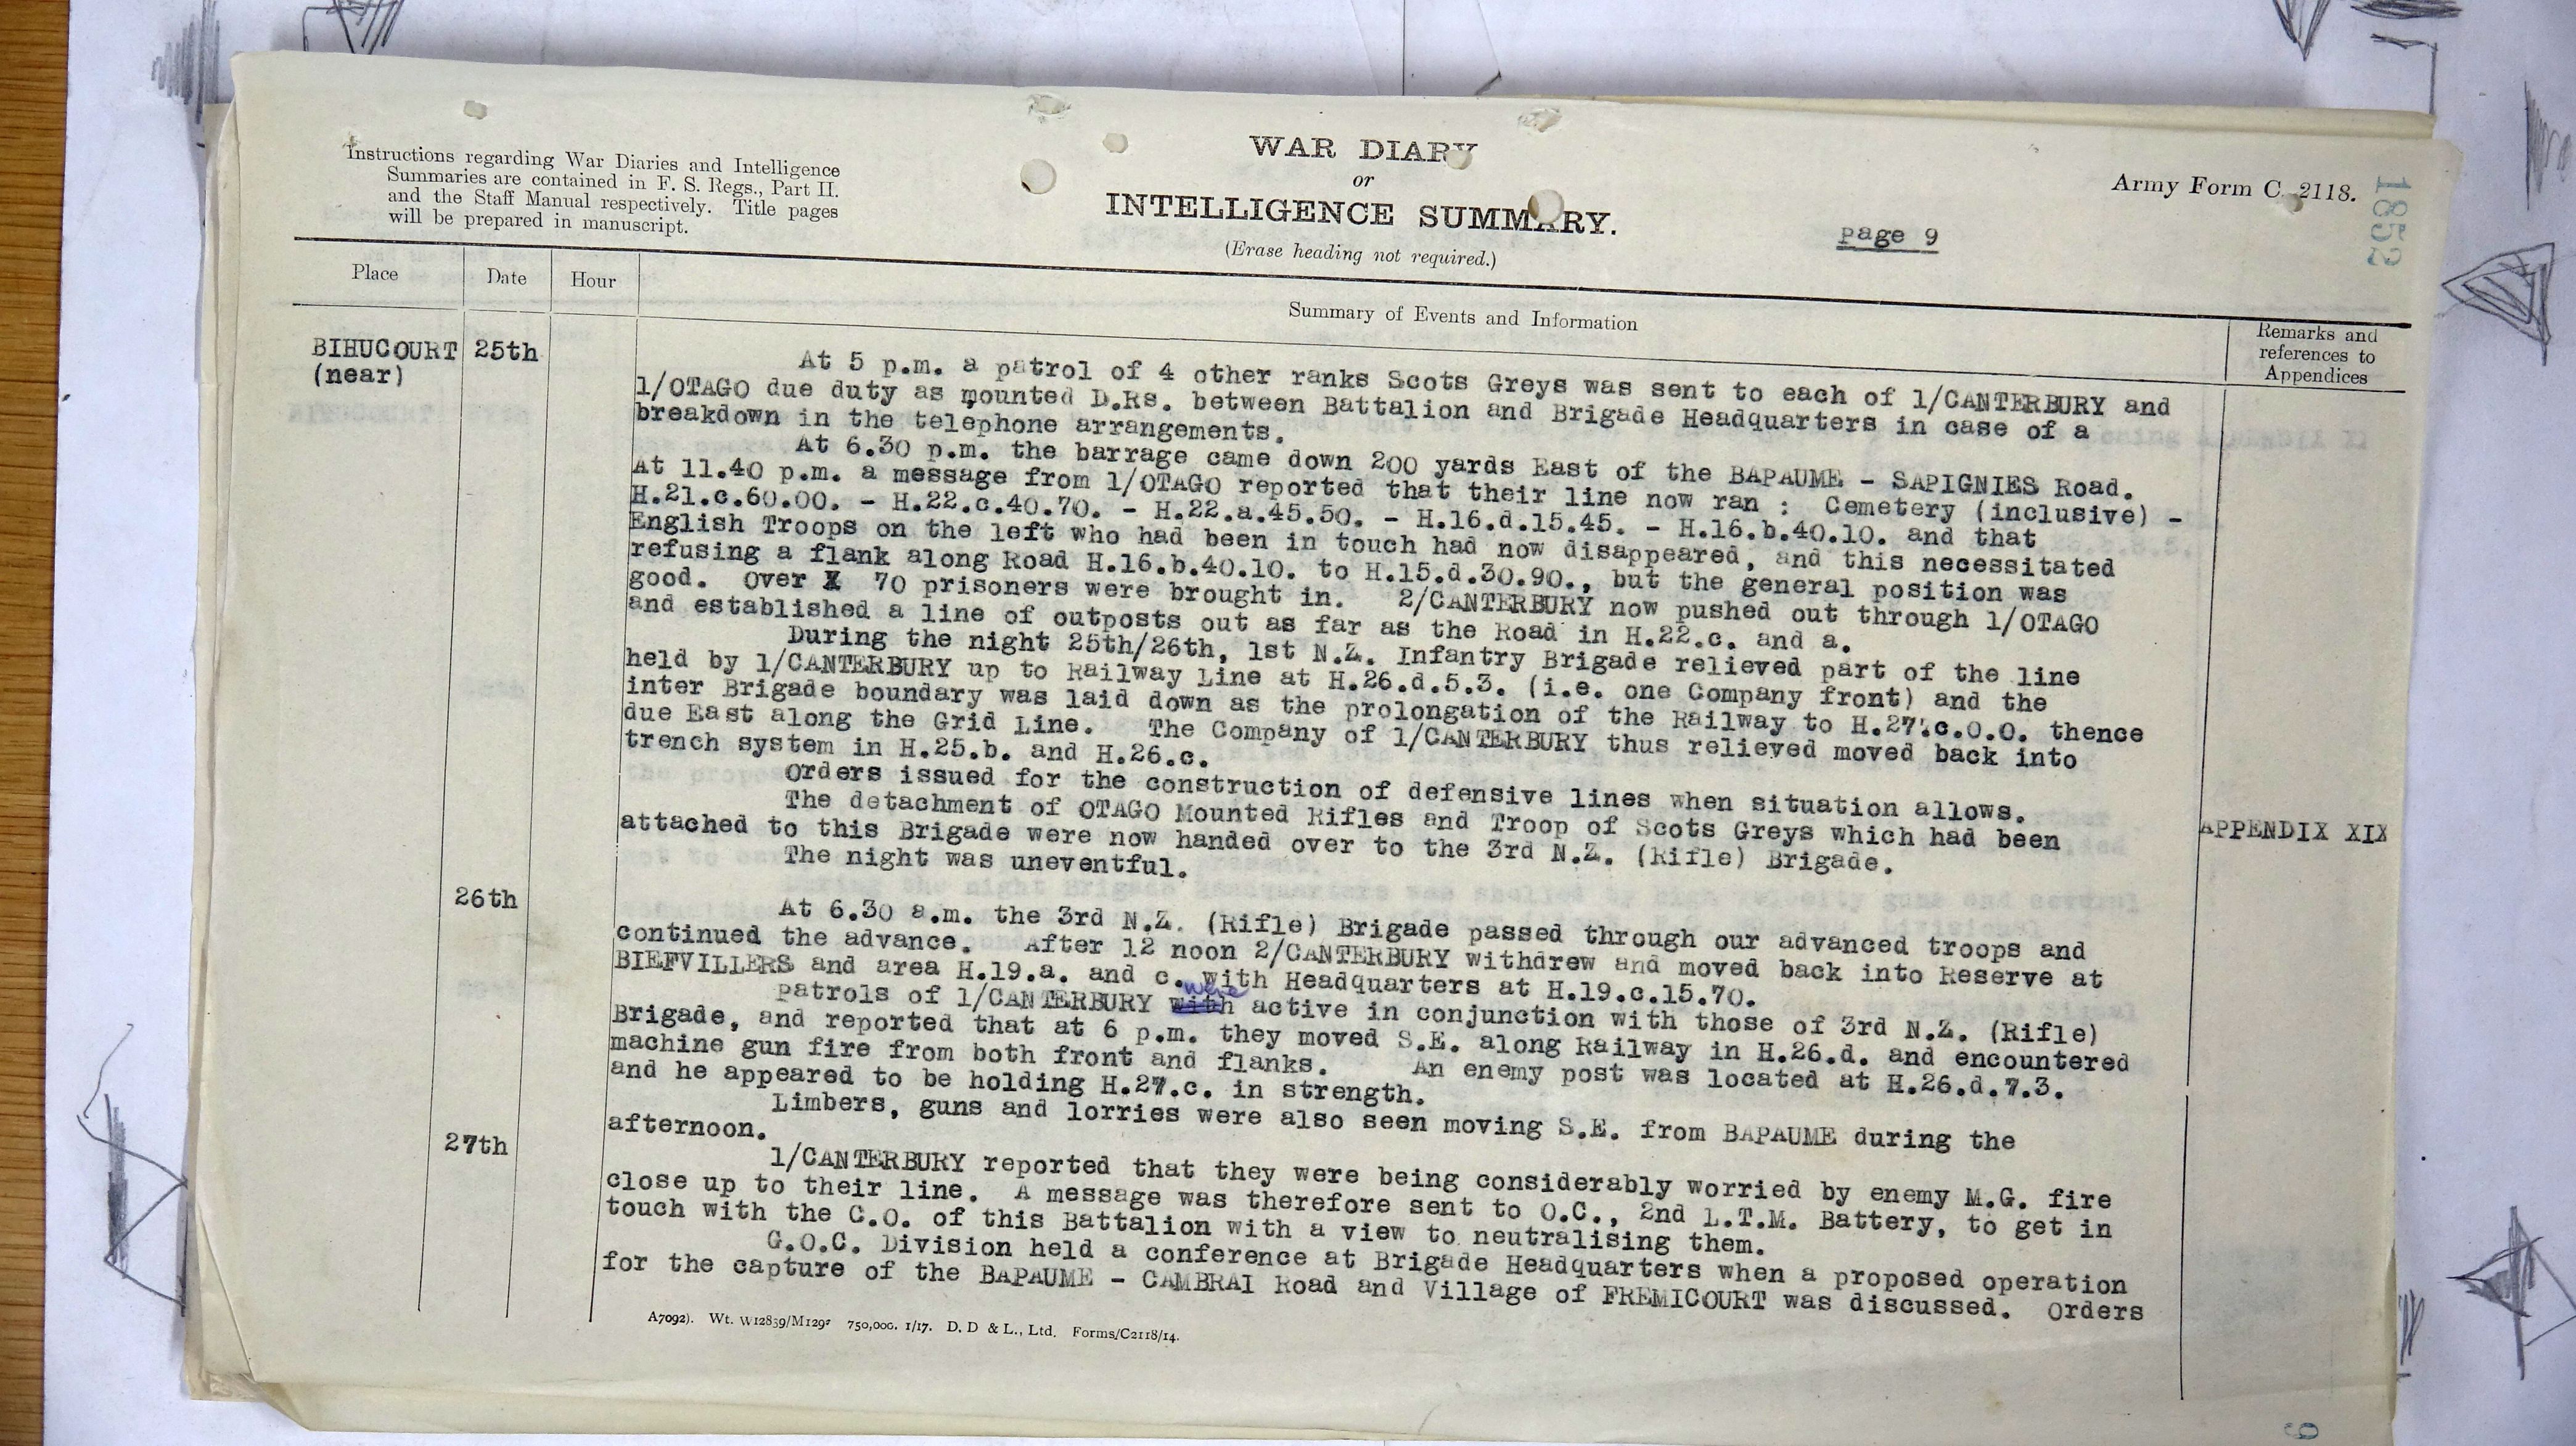 Instructions regarding War Diaries and Intelligence
Summaries are contained in F. S. Regs., Part II.
and the Staff Manual respectively. Title pages
will be prepared in manuscript.
WAR DIARY
or
INTELLIGENCE SUMMARY.
(Erase heading not required.)
page 9
Army Form C. 2118.
1852
Place
Date
Hour
Summary of Events and Information
Remarks and
references to
Appendices
BIHUCOURT
(near)
25th
At 5 p.m. a patrol of 4 other ranks Scots Greys was sent to each of 1/CANTERBURY and
1/OTAGO due duty as mounted D.Rs. between Battalion and Brigade Headquarters in case of a
breakdown in the telephone arrangements.
At 6.30 p.m. the barrage came down 200 yards East of the BAPAUME - SAPIGNIES Road.
At 11.40 p.m. a message from 1/OTAGO reported that their line now ran : Cemetery (inclusive) -
H.21.c.60.00. - H.22.c.40.70. - H.22.a.45.50. - H.16.d.15.45. - H.16.b.40.10. and that
English Troops on the left who had been in touch had now disappeared, and this necessitated
refusing a flank along Road H.16.b.40.10. to H.15.d.30.90., but the general position was
good. Over X 70 prisoners were brought in. 2/CANTERBURY now pushed out through 1/OTAGO
and established a line of outposts out as far as the Road in H.22.c. and a.
During the night 25th/26th, 1st N.Z. Infantry Brigade relieved part of the line
held by 1/CANTERBURY up to Railway Line at H.26.d.5.3. (i.e. one Company front) and the
inter Brigade boundary was laid down as the prolongation of the Railway to H.27.c.0.0. thence
due East along the Grid Line. The Company of 1/CANTERBURY thus relieved moved back into
trench system in H.25.b. and H.26.c.
Orders issued for the construction of defensive lines when situation allows.
The detachment of OTAGO Mounted Rifles and Troop of Scots Greys which had been
attached to this Brigade were now handed over to the 3rd N.Z. (Rifle) Brigade.
The night was uneventful.
APPENDIX XIX
26th
At 6.30 a.m. the 3rd N.Z. (Rifle) Brigade passed through our advanced troops and
continued the advance. After 12 noon 2/CANTERBURY withdrew and moved back into Reserve at
BIEFVILLERS and area H.19.a. and c. with Headquarters at H.19.c.15.70.
were
Patrols of 1/CANTERBURY with active in conjunction with those of 3rd N.Z. (Rifle)
Brigade, and reported that at 6 p.m. they moved S.E. along Railway in H.26.d. and encountered
machine gun fire from both front and flanks. An enemy post was located at H.26.d.7.3.
and he appeared to be holding H.27.c. in strength.
Limbers, guns and lorries were also seen moving S.E. from BAPAUME during the
afternoon.
27th
1/CANTERBURY reported that they were being considerably worried by enemy M.G. fire
close up to their line. A message was therefore sent to O.C., 2nd L.T.M. Battery, to get in
touch with the C.O. of this Battalion with a view to neutralising them.
G.O.C. Division held a conference at Brigade Headquarters when a proposed operation
for the capture of the BAPAUME - CAMBRAI Road and Village of FREMICOURT was discussed. Orders
A7092). Wt. W12839/M129 750,000. 1/17. D. D & L., Ltd. Forms/C2118/14.
9